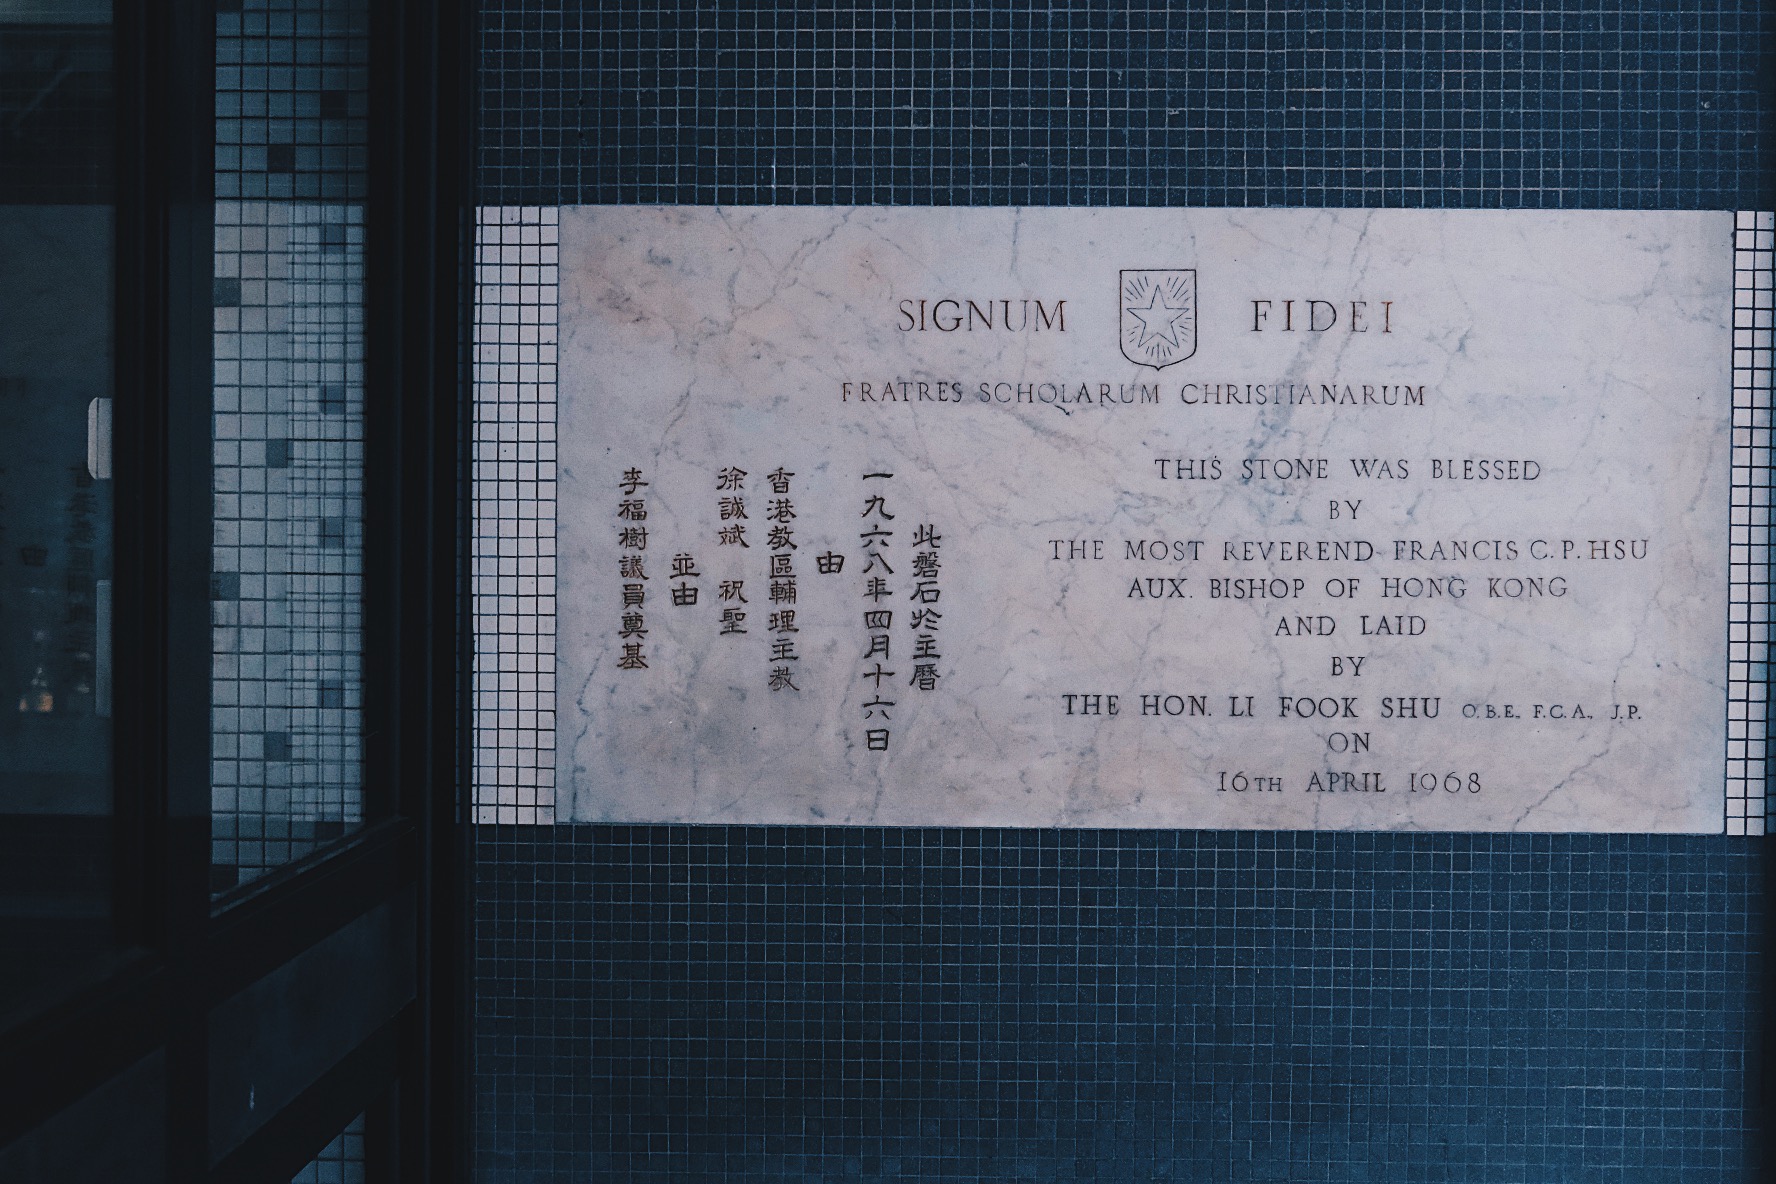 SIGNUM FIDEI
FRATRES SCHOLARUM CHRISTIANARUM
此磐石於主曆
一九六八年四月十六日
由
香港教區輔理主教
徐誠斌 祝聖
並由
李福樹議員奠基
THIS STONE WAS BLESSED
BY
THE MOST REVEREND FRANCIS C.P. HSU
AUX. BISHOP OF HONG KONG
AND LAID
BY
THE HON. LI FOOK SHU O.B.E. F.C.A. J.P.
ON
16TH APRIL 1968